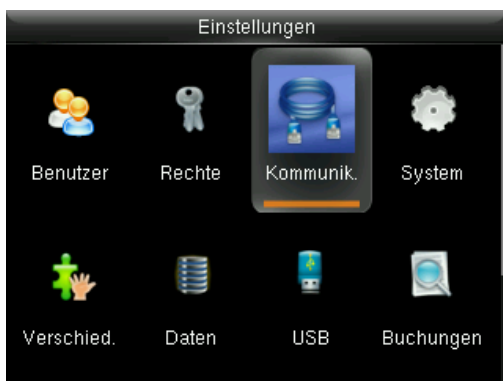 Einstellungen
Benutzer Rechte Kommunik. System
Verschied. Daten USB Buchungen